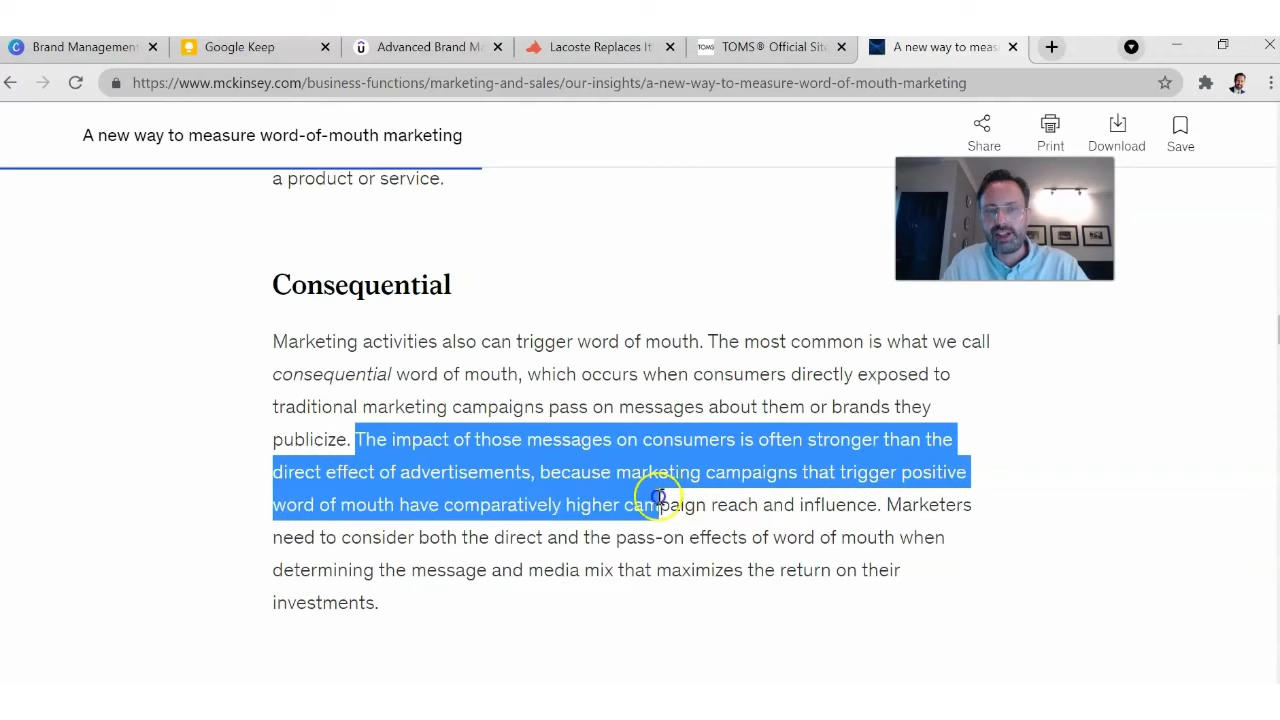 Brand Management
Google Keep
Advanced Brand M
Lacoste Replaces It
TOMS
TOMS® Official Sit
A new way to meas
https://www.mckinsey.com/business-functions/marketing-and-sales/our-insights/a-new-way-to-measure-word-of-mouth-marketing
A new way to measure word-of-mouth marketing
Share
Print
Download
Save
a product or service.
Consequential
Marketing activities also can trigger word of mouth. The most common is what we call
consequential word of mouth, which occurs when consumers directly exposed to
traditional marketing campaigns pass on messages about them or brands they
publicize. The impact of those messages on consumers is often stronger than the
direct effect of advertisements, because marketing campaigns that trigger positive
word of mouth have comparatively higher campaign reach and influence. Marketers
need to consider both the direct and the pass-on effects of word of mouth when
determining the message and media mix that maximizes the return on their
investments.